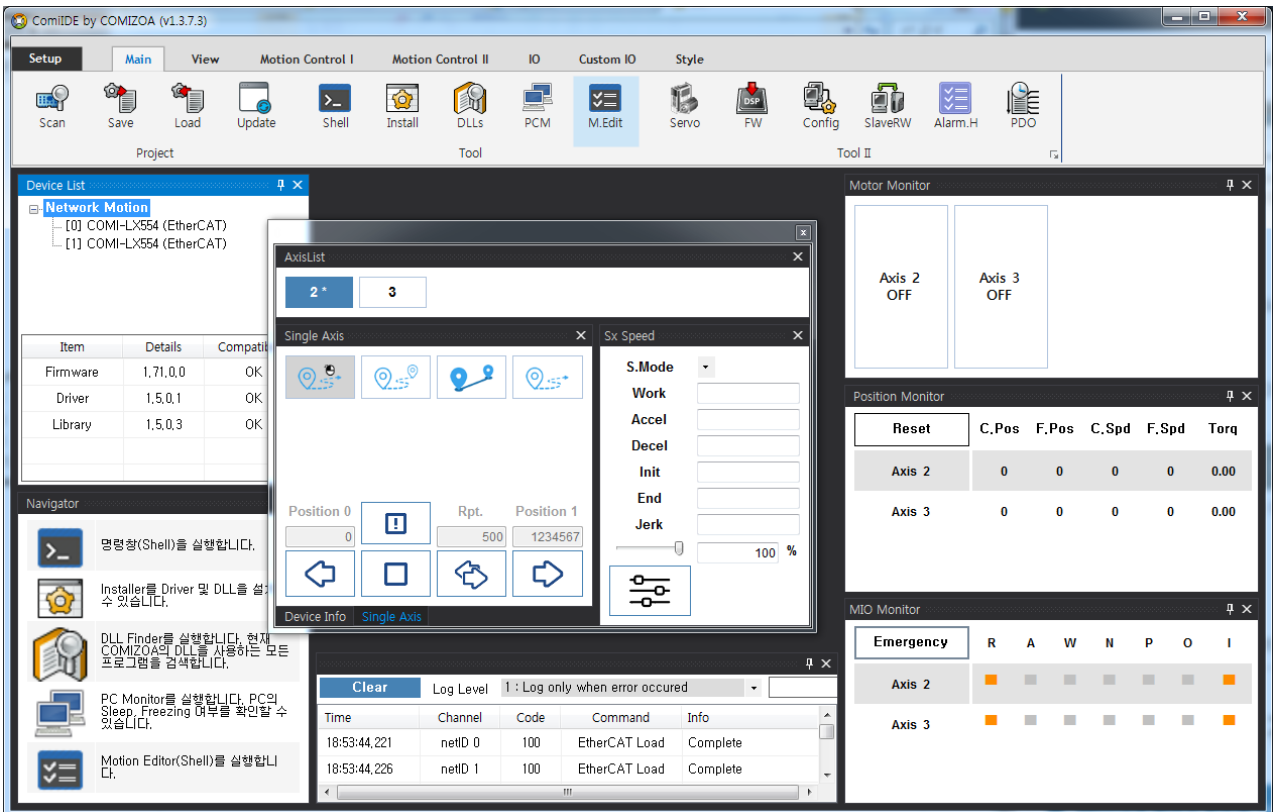 ComiIDE by COMIZOA (v1.3.7.3)
Setup Main View Motion Control I Motion Control II IO Custom IO Style
Scan Save Load Update Shell Install DLLs PCM M.Edit Servo FW Config SlaveRW Alarm.H PDO
DSP
Project Tool Tool II
Device List
Network Motion
[0] COMI-LX554 (EtherCAT)
[1] COMI-LX554 (EtherCAT)
Item Details
Firmware 1,71,0,0 OK
Driver 1,5,0,1 OK
Library 1,5,0,3 OK
Navigator
명령창(Shell)을 실행합니다.
Installer를 Driver 및 DLL을
수 있습니다.
DLL Finder를 실행합니다. 현재
COMIZOA의 DLL을 사용하는 모든
프로그램을 검색합니다.
PC Monitor를 실행합니다. PC의
Sleep, Freezing 여부를 확인할 수
있습니다.
Motion Editor(Shell)를 실행합니
다.
AxisList
2 * 3
Single Axis
Position 0 Rpt. Position 1
0 500 1234567
Device Info Single Axis
Sx Speed
S.Mode
Work
Accel
Decel
Init
End
Jerk
100 %
Clear Log Level 1 : Log only when error occured
Time Channel Code Command Info
18:53:44,221 netID 0 100 EtherCAT Load Complete
18:53:44,226 netID 1 100 EtherCAT Load Complete
Motor Monitor
Axis 2
OFF
Axis 3
OFF
Position Monitor
Reset C.Pos F.Pos C.Spd F.Spd Torq
Axis 2 0 0 0 0 0.00
Axis 3 0 0 0 0 0.00
MIO Monitor
Emergency R A W N P O I
Axis 2
Axis 3